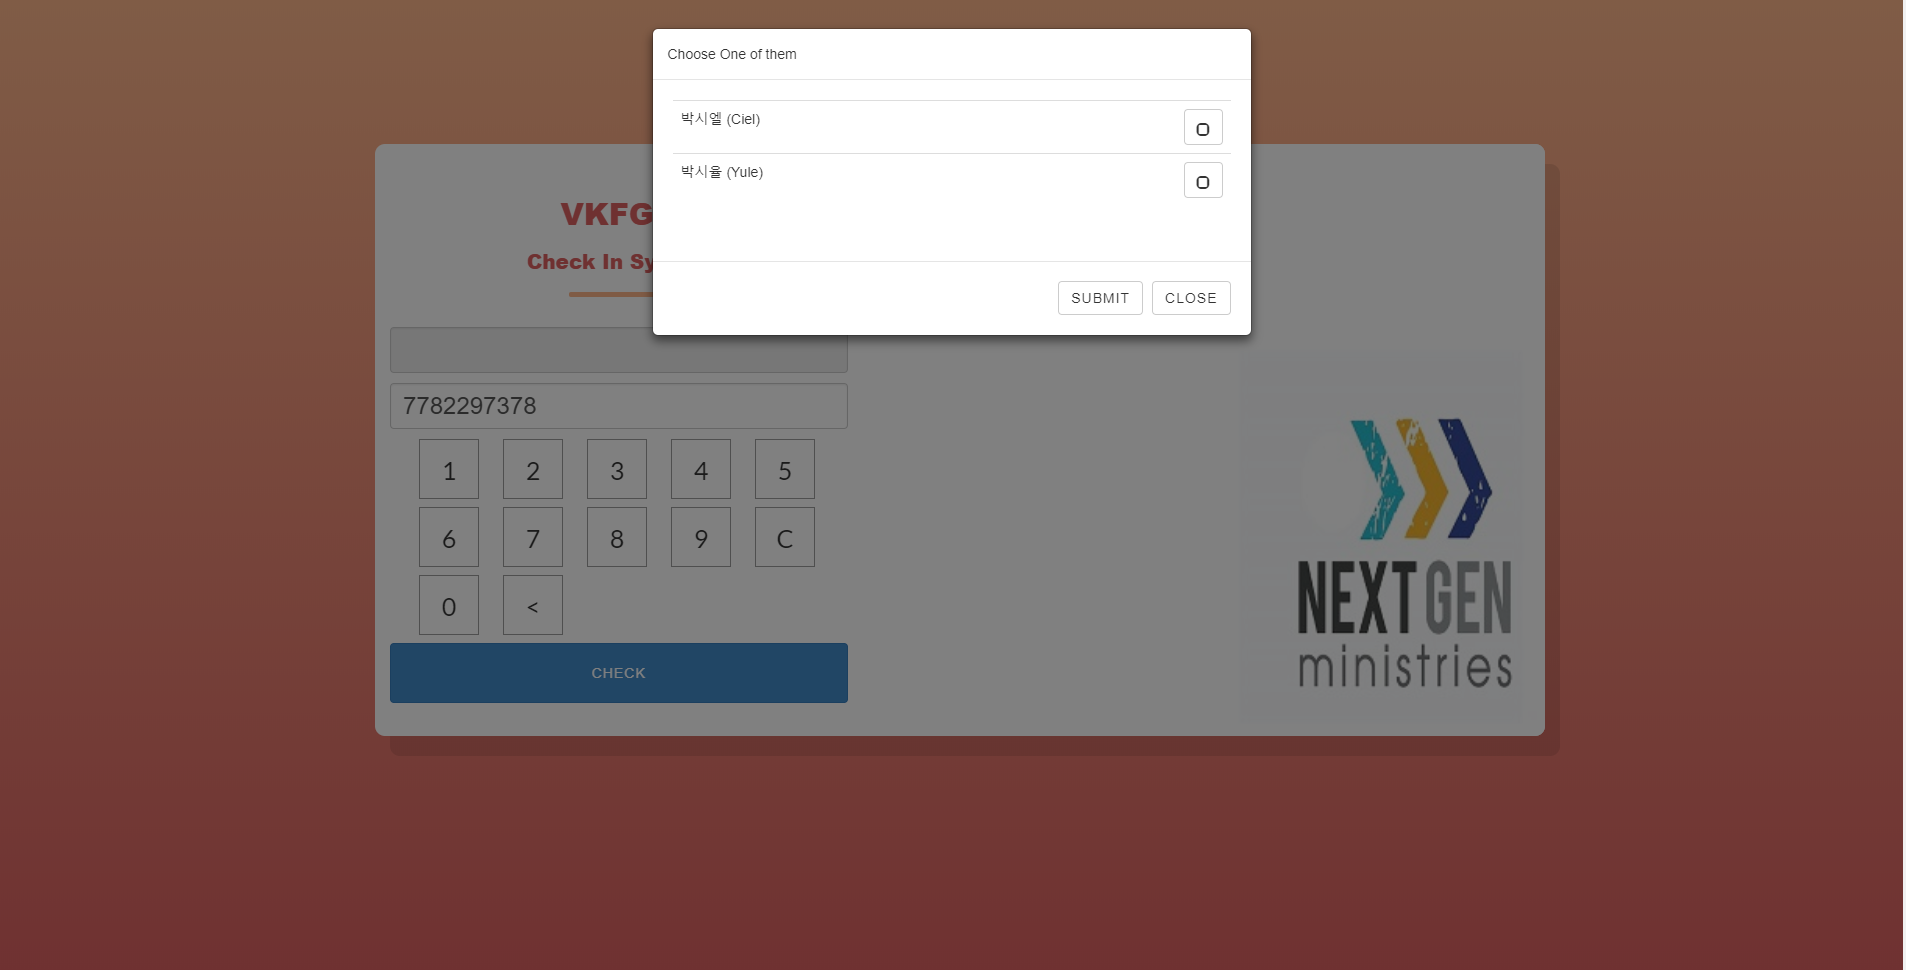 Choose One of them
박시엘 (Ciel)
박시율 (Yule)
SUBMIT
CLOSE
VKFG
Check In Sy
7782297378
1 2 3 4 5
6 7 8 9 C
0 <
CHECK
NEXT GEN
ministries